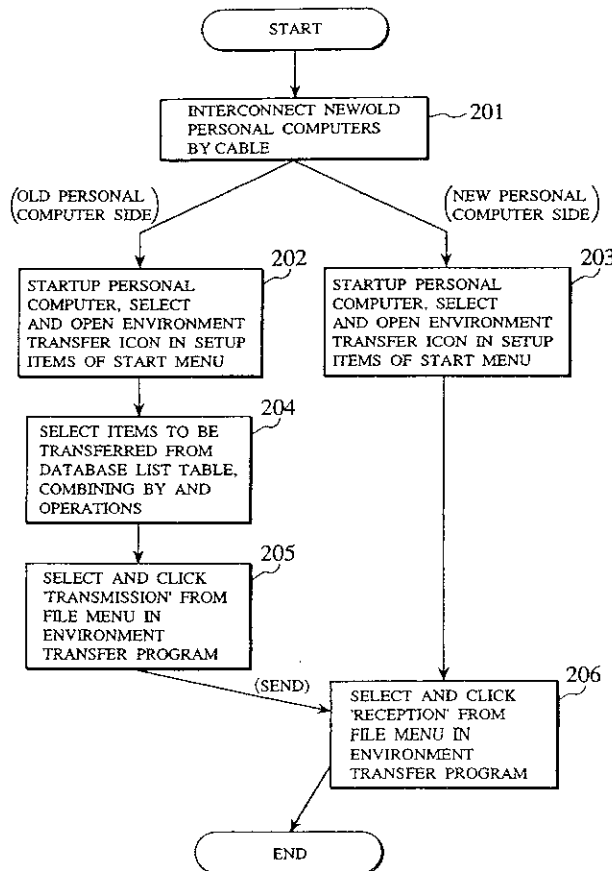 START
INTERCONNECT NEW/OLD
PERSONAL COMPUTERS
BY CABLE
201
(OLD PERSONAL
COMPUTER SIDE)
(NEW PERSONAL
COMPUTER SIDE)
202
STARTUP PERSONAL
COMPUTER, SELECT
AND OPEN ENVIRONMENT
TRANSFER ICON IN SETUP
ITEMS OF START MENU
203
STARTUP PERSONAL
COMPUTER, SELECT
AND OPEN ENVIRONMENT
TRANSFER ICON IN SETUP
ITEMS OF START MENU
204
SELECT ITEMS TO BE
TRANSFERRED FROM
DATABASE LIST TABLE,
COMBINING BY AND
OPERATIONS
205
SELECT AND CLICK
'TRANSMISSION' FROM
FILE MENU IN
ENVIRONMENT
TRANSFER PROGRAM
(SEND)
206
SELECT AND CLICK
'RECEPTION' FROM
FILE MENU IN
ENVIRONMENT
TRANSFER PROGRAM
END